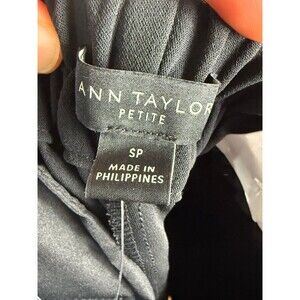 ANN TAYLOR
PETITE
SP
MADE IN
PHILIPPINES